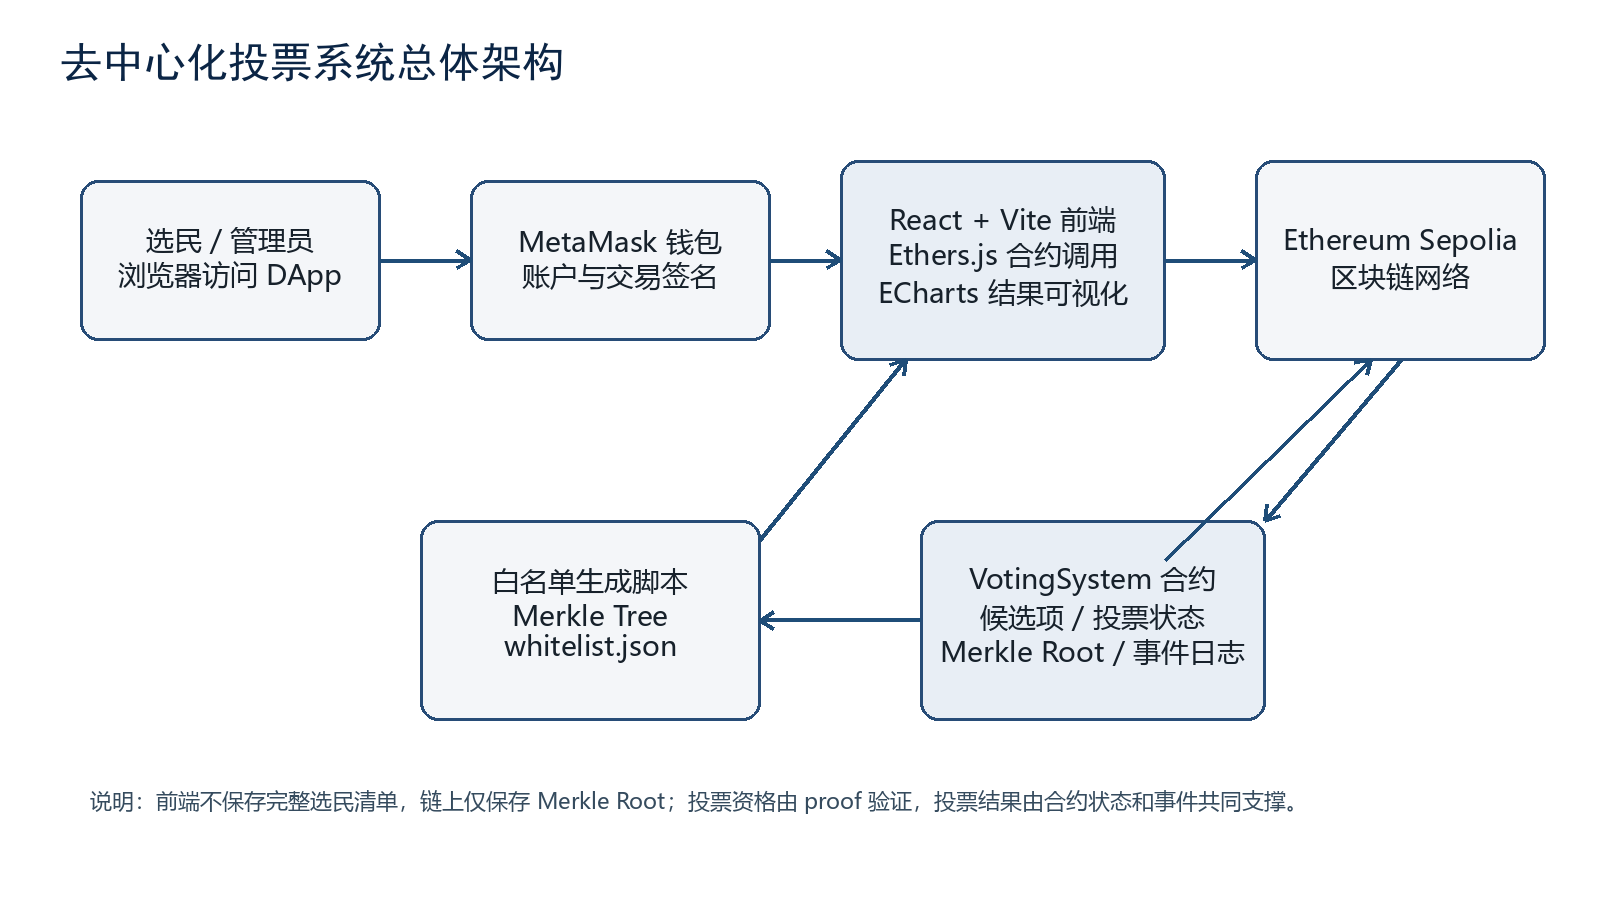 去中心化投票系统总体架构
选民 / 管理员
浏览器访问 DApp
MetaMask 钱包
账户与交易签名
React + Vite 前端
Ethers.js 合约调用
ECharts 结果可视化
Ethereum Sepolia
区块链网络
白名单生成脚本
Merkle Tree
whitelist.json
VotingSystem 合约
候选项 / 投票状态
Merkle Root / 事件日志
说明：前端不保存完整选民清单，链上仅保存 Merkle Root；投票资格由 proof 验证，投票结果由合约状态和事件共同支撑。